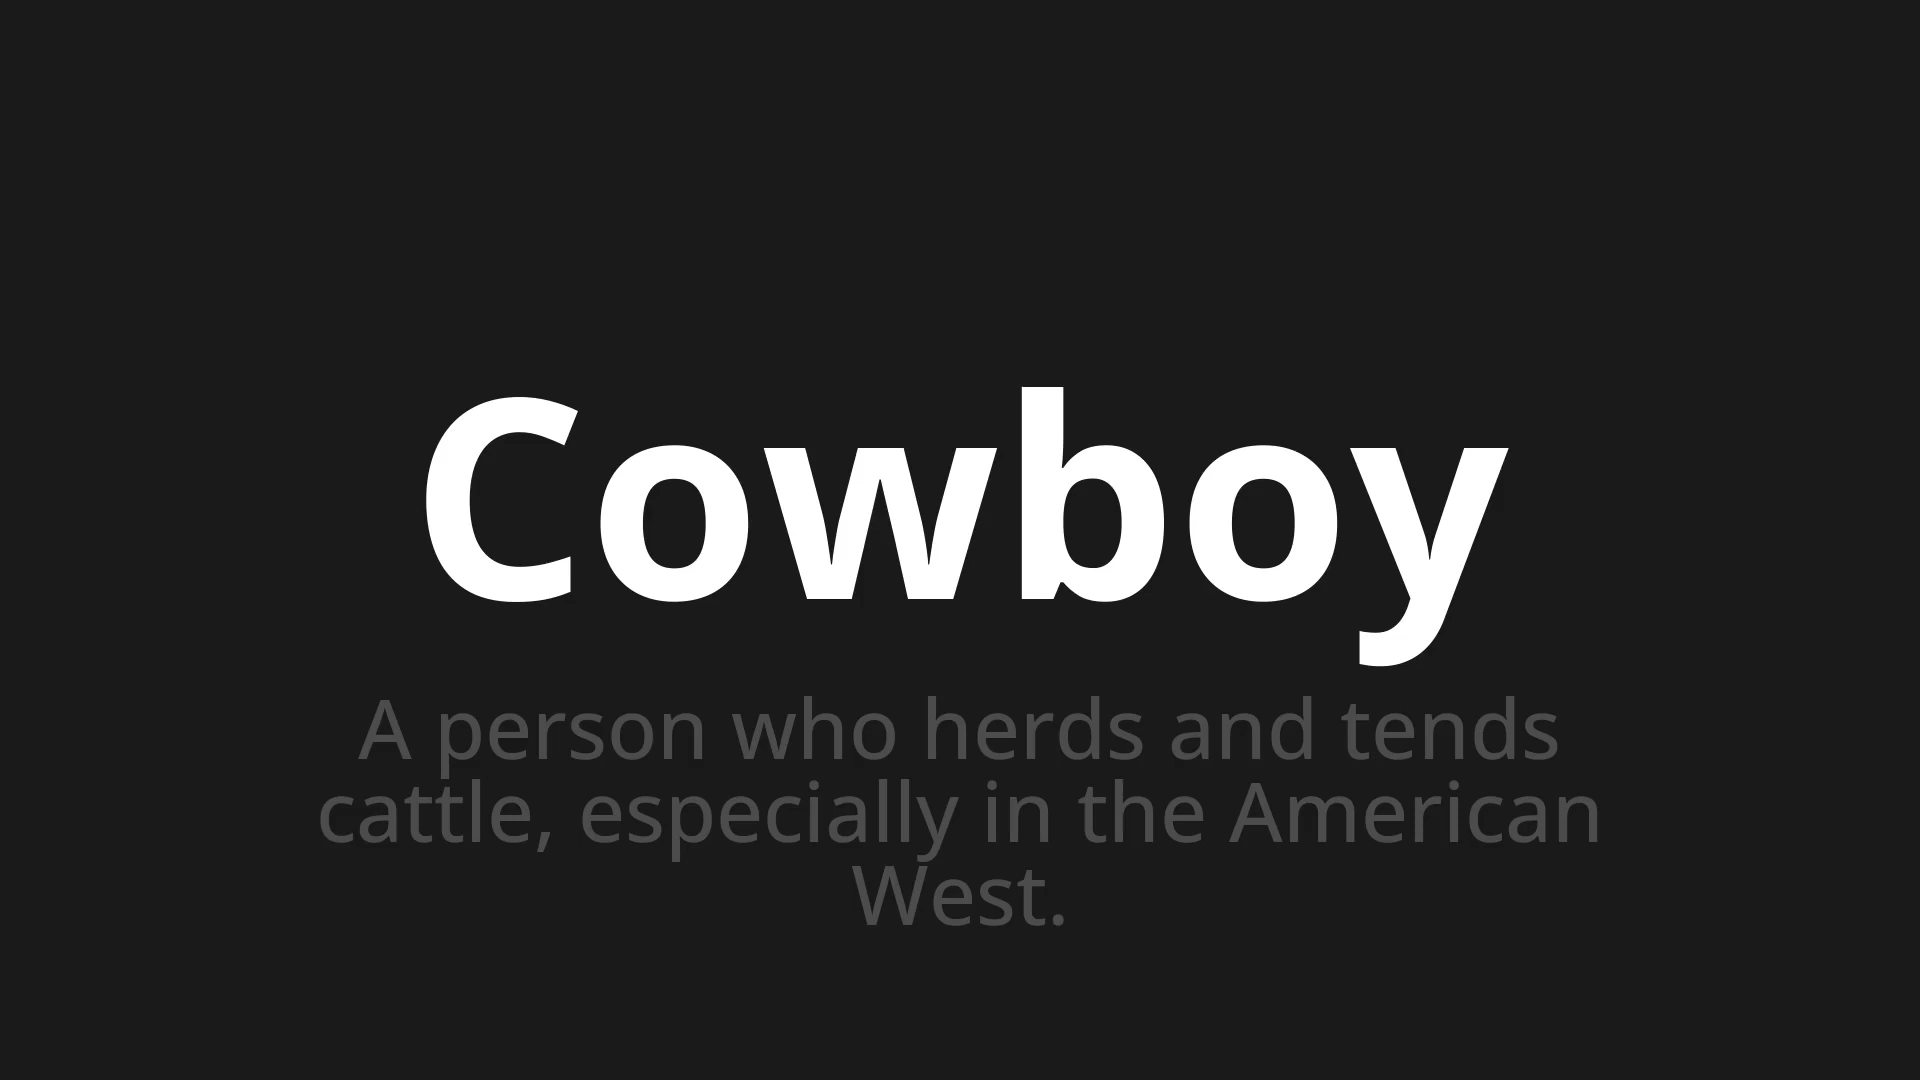 Cowboy
A person who herds and tends
cattle, especially in the American
West.